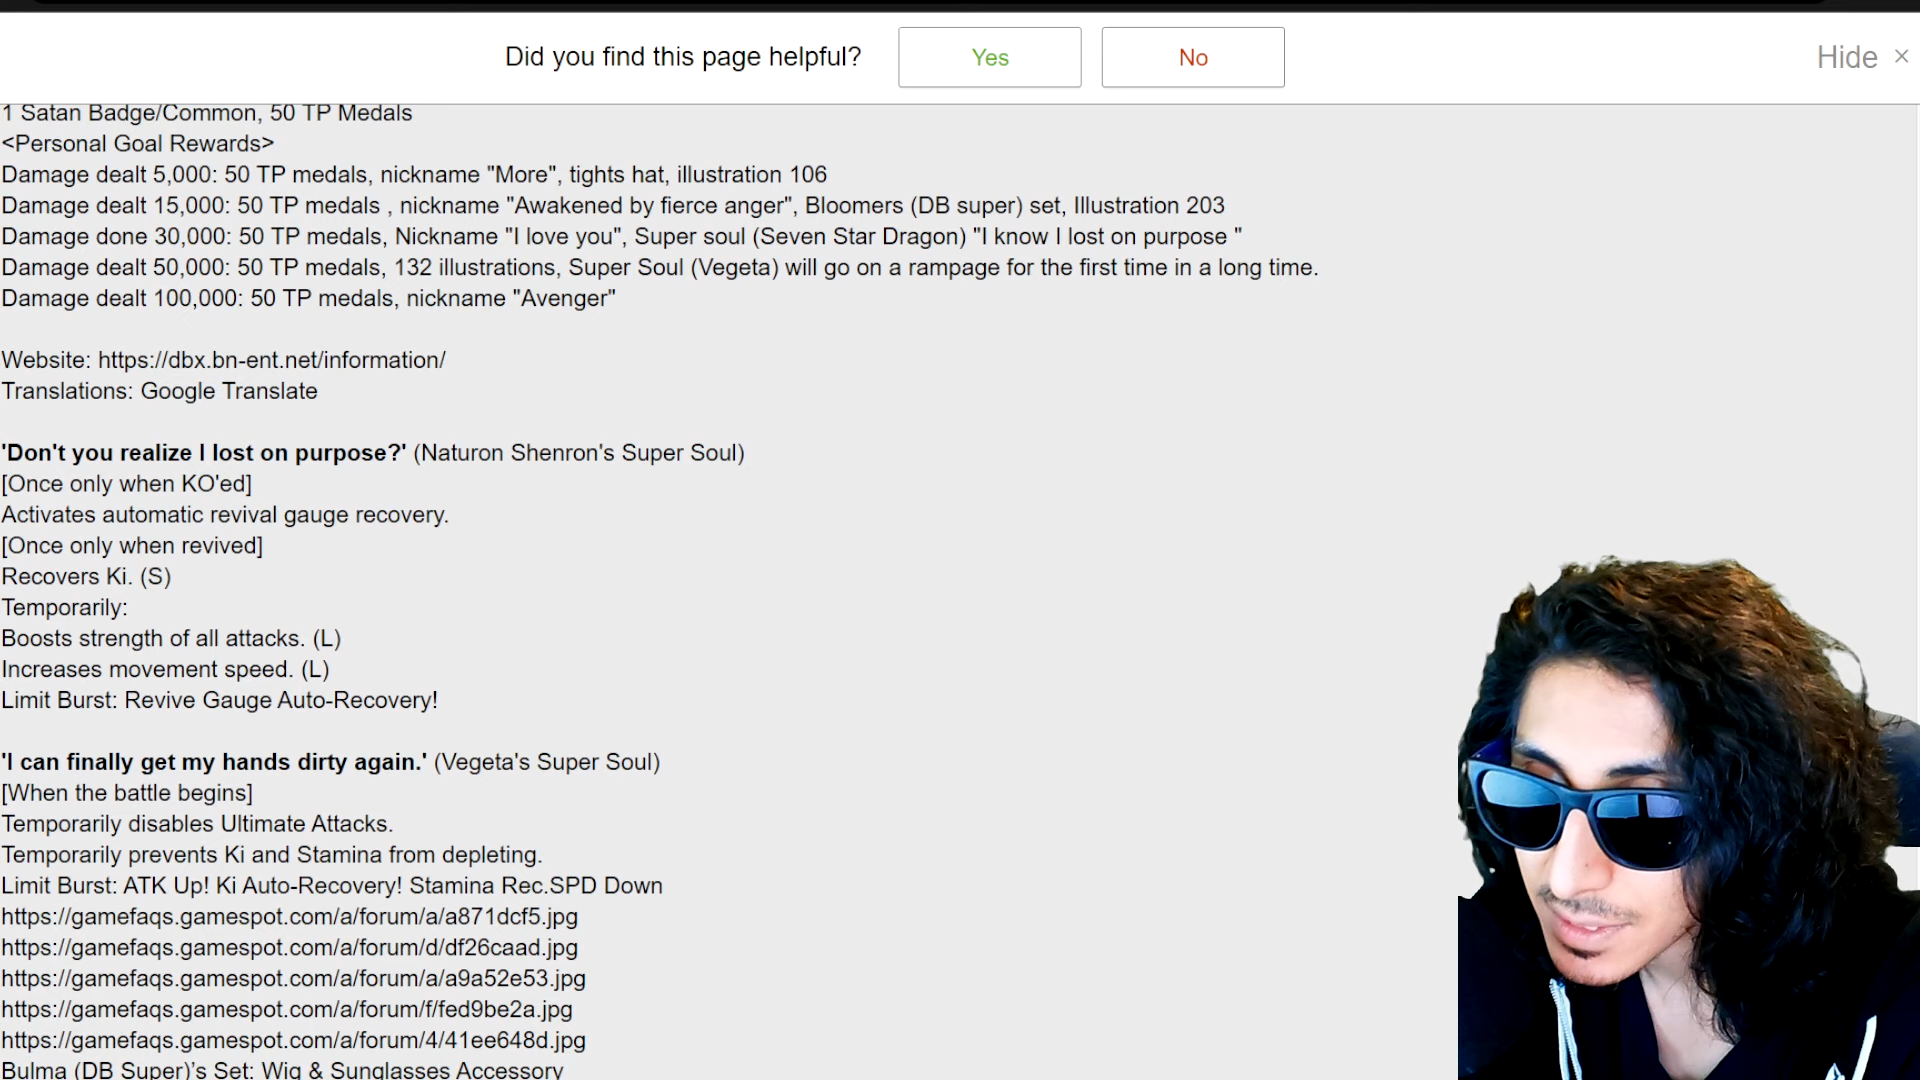 Did you find this page helpful?
Yes
No
Hide ×
1 Satan Badge/Common, 50 TP Medals
<Personal Goal Rewards>
Damage dealt 5,000: 50 TP medals, nickname "More", tights hat, illustration 106
Damage dealt 15,000: 50 TP medals , nickname "Awakened by fierce anger", Bloomers (DB super) set, Illustration 203
Damage done 30,000: 50 TP medals, Nickname "I love you", Super soul (Seven Star Dragon) "I know I lost on purpose "
Damage dealt 50,000: 50 TP medals, 132 illustrations, Super Soul (Vegeta) will go on a rampage for the first time in a long time.
Damage dealt 100,000: 50 TP medals, nickname "Avenger"
Website: https://dbx.bn-ent.net/information/
Translations: Google Translate
'Don't you realize I lost on purpose?' (Naturon Shenron's Super Soul)
[Once only when KO'ed]
Activates automatic revival gauge recovery.
[Once only when revived]
Recovers Ki. (S)
Temporarily:
Boosts strength of all attacks. (L)
Increases movement speed. (L)
Limit Burst: Revive Gauge Auto-Recovery!
'I can finally get my hands dirty again.' (Vegeta's Super Soul)
[When the battle begins]
Temporarily disables Ultimate Attacks.
Temporarily prevents Ki and Stamina from depleting.
Limit Burst: ATK Up! Ki Auto-Recovery! Stamina Rec.SPD Down
https://gamefaqs.gamespot.com/a/forum/a/a871dcf5.jpg
https://gamefaqs.gamespot.com/a/forum/d/df26caad.jpg
https://gamefaqs.gamespot.com/a/forum/a/a9a52e53.jpg
https://gamefaqs.gamespot.com/a/forum/f/fed9be2a.jpg
https://gamefaqs.gamespot.com/a/forum/4/41ee648d.jpg
Bulma (DB Super)'s Set: Wig & Sunglasses Accessory